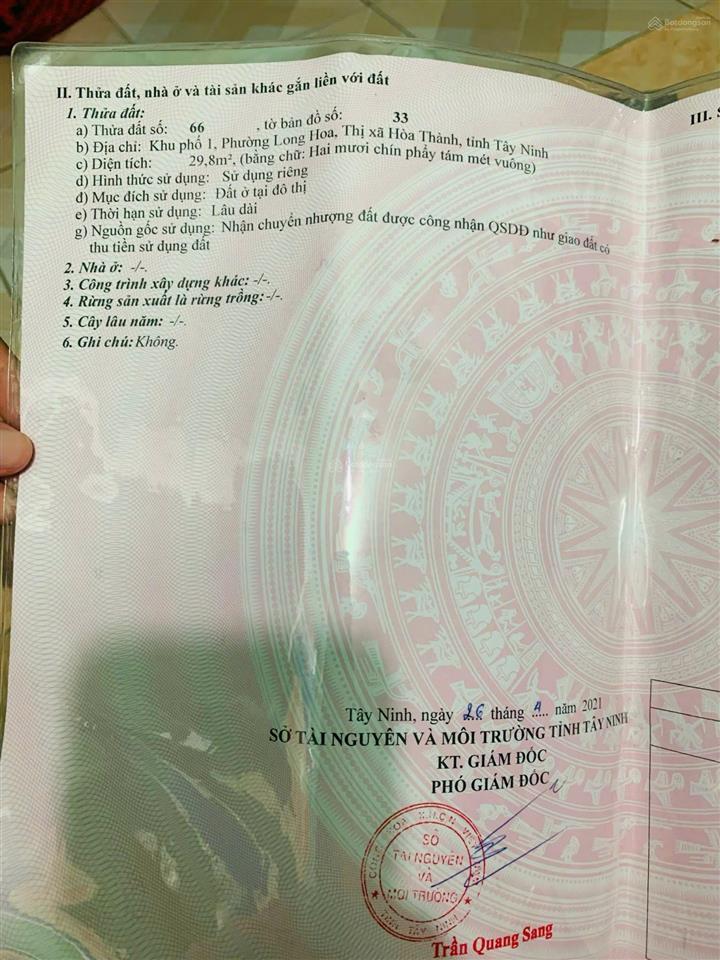 Batdongsan
II. Thửa đất, nhà ở và tài sản khác gắn liền với đất
III. S
1. Thửa đất:
a) Thửa đất số: 66 , tờ bản đồ số: 33
b) Địa chỉ: Khu phố 1, Phường Long Hoa, Thị xã Hòa Thành, tỉnh Tây Ninh
c) Diện tích: 29,8m², (bằng chữ: Hai mươi chín phẩy tám mét vuông)
d) Hình thức sử dụng: Sử dụng riêng
đ) Mục đích sử dụng: Đất ở tại đô thị
e) Thời hạn sử dụng: Lâu dài
g) Nguồn gốc sử dụng: Nhận chuyển nhượng đất được công nhận QSDĐ như giao đất có
thu tiền sử dụng đất
2. Nhà ở: -/-.
3. Công trình xây dựng khác: -/-.
4. Rừng sản xuất là rừng trồng: -/-.
5. Cây lâu năm: -/-.
6. Ghi chú: Không.
Tây Ninh, ngày 26 tháng 4 năm 2021
SỞ TÀI NGUYÊN VÀ MÔI TRƯỜNG TỈNH TÂY NINH
KT. GIÁM ĐỐC
PHÓ GIÁM ĐỐC
SỞ
TÀI NGUYÊN
VÀ
MÔI TRƯỜNG
TỈNH TÂY NINH
Trần Quang Sang